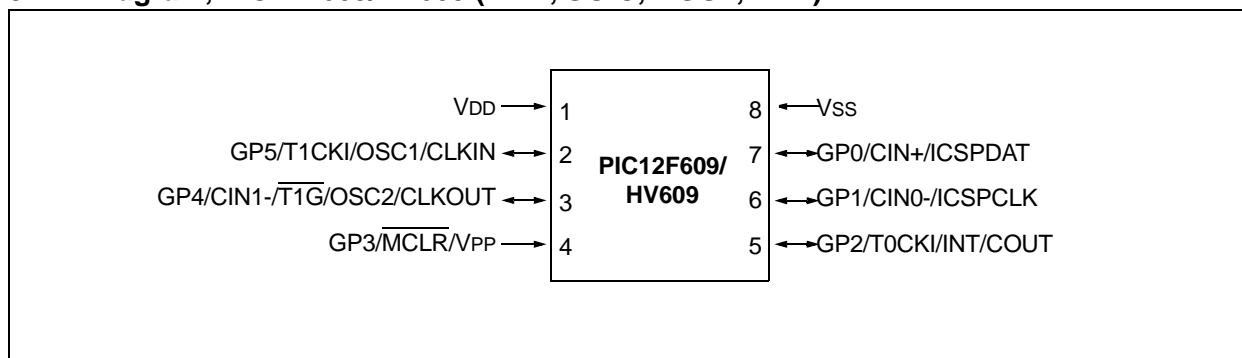 VDD 1 8 VSS
GP5/T1CKI/OSC1/CLKIN 2 PIC12F609/ 7 GP0/CIN+/ICSPDAT
GP4/CIN1-/T1G/OSC2/CLKOUT 3 HV609 6 GP1/CIN0-/ICSPCLK
GP3/MCLR/VPP 4 5 GP2/T0CKI/INT/COUT